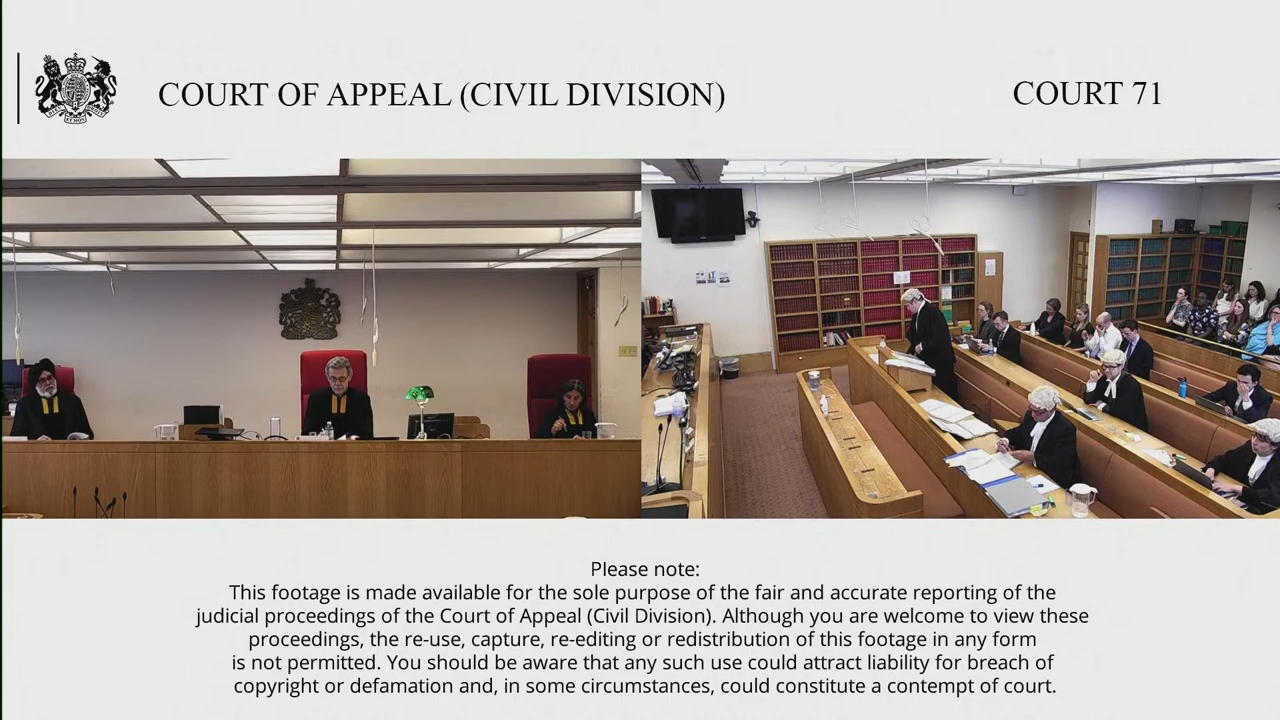 COURT OF APPEAL (CIVIL DIVISION)
COURT 71
Please note:
This footage is made available for the sole purpose of the fair and accurate reporting of the
judicial proceedings of the Court of Appeal (Civil Division). Although you are welcome to view these
proceedings, the re-use, capture, re-editing or redistribution of this footage in any form
is not permitted. You should be aware that any such use could attract liability for breach of
copyright or defamation and, in some circumstances, could constitute a contempt of court.